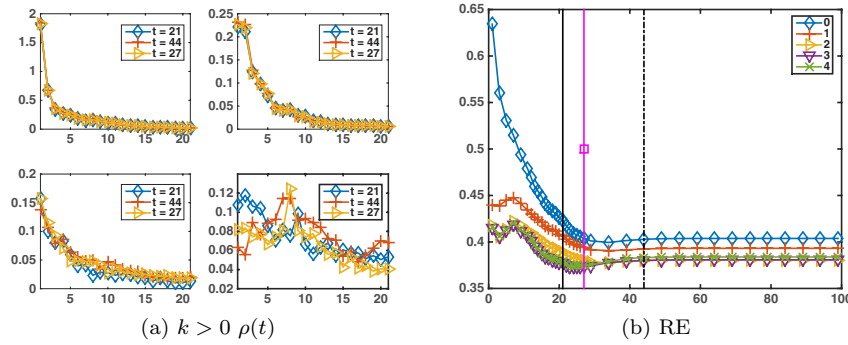 2
1.5
1
0.5
0
5 10 15 20
t = 21
t = 44
t = 27
0.25
0.2
0.15
0.1
0.05
0
5 10 15 20
t = 21
t = 44
t = 27
0.2
0.15
0.1
0.05
0
5 10 15 20
t = 21
t = 44
t = 27
0.12
0.1
0.08
0.06
0.04
0.02
5 10 15 20
t = 21
t = 44
t = 27
(a) k > 0 ρ(t)
0.65
0.6
0.55
0.5
0.45
0.4
0.35
0 20 40 60 80 100
0
1
2
3
4
(b) RE